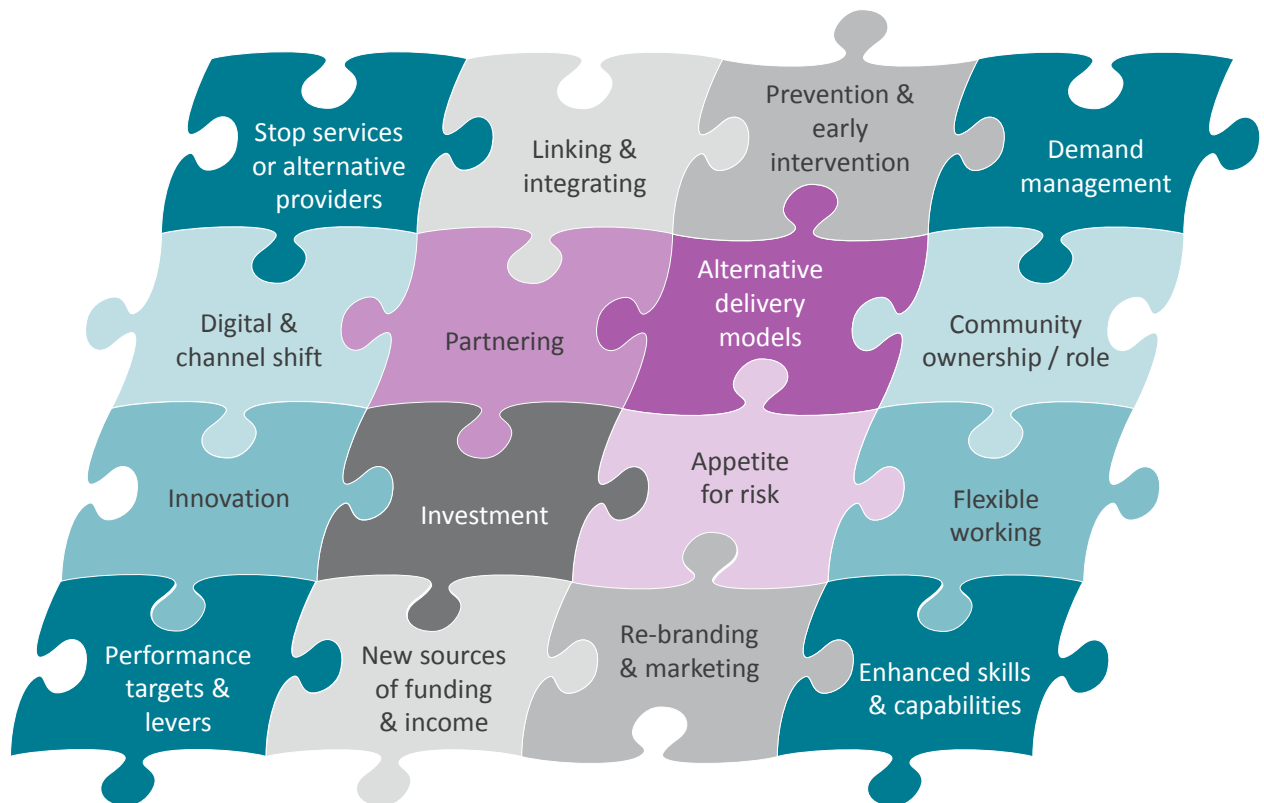 Stop services
or alternative
providers
Linking &
integrating
Prevention &
early
intervention
Demand
management
Digital &
channel shift
Partnering
Alternative
delivery
models
Community
ownership / role
Innovation
Investment
Appetite
for risk
Flexible
working
Performance
targets &
levers
New sources
of funding
& income
Re-branding
& marketing
Enhanced skills
& capabilities